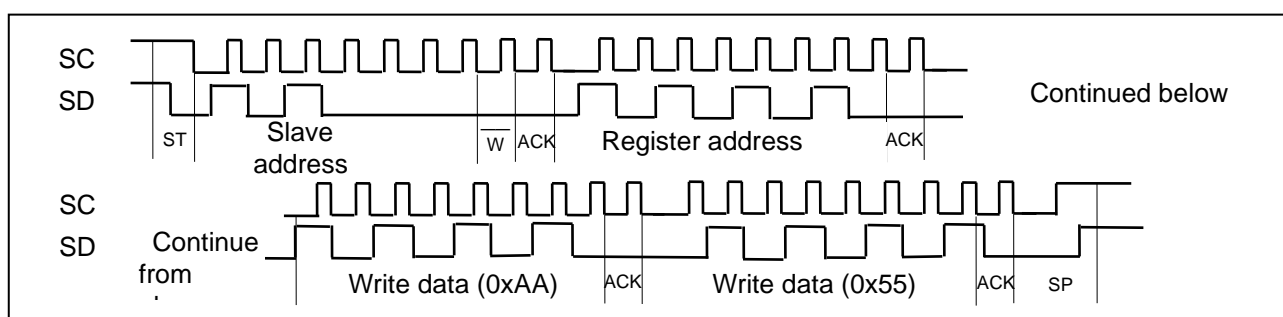 SC
SD
ST
Slave
address
W
ACK
Register address
ACK
Continued below
SC
SD
Continue
from
Write data (0xAA)
ACK
Write data (0x55)
ACK
SP